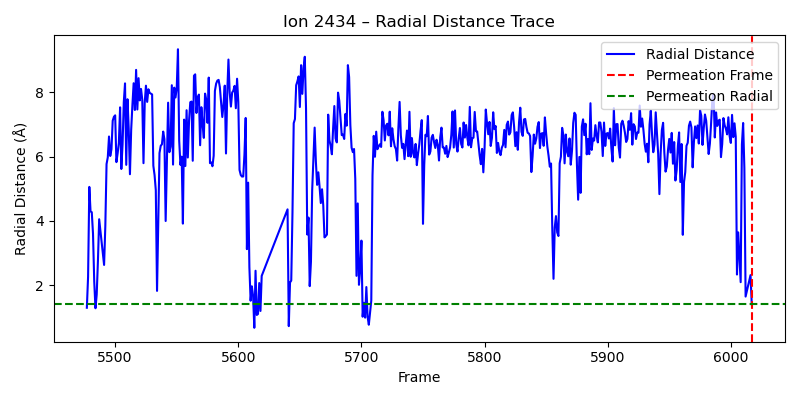 Ion 2434 – Radial Distance Trace
Radial Distance
Permeation Frame
Permeation Radial
Radial Distance (Å)
8
6
4
2
5500 5600 5700 5800 5900 6000
Frame